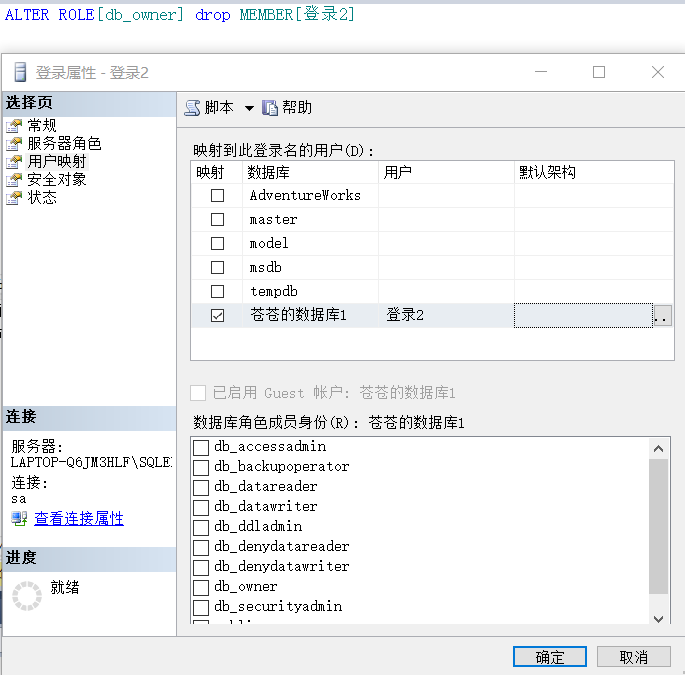 ALTER ROLE[db_owner] drop MEMBER[登录2]
登录属性 - 登录2
选择页
常规
服务器角色
用户映射
安全对象
状态
脚本
帮助
映射到此登录名的用户(D):
映射 数据库 用户 默认架构
AdventureWorks
master
model
msdb
tempdb
苍苍的数据库1 登录2 ..
已启用 Guest 帐户: 苍苍的数据库1
数据库角色成员身份(R): 苍苍的数据库1
db_accessadmin
db_backupoperator
db_datareader
db_datawriter
db_ddladmin
db_denydatareader
db_denydatawriter
db_owner
db_securityadmin
连接
服务器:
LAPTOP-Q6JM3HLF\SQLE
连接:
sa
查看连接属性
进度
就绪
确定
取消